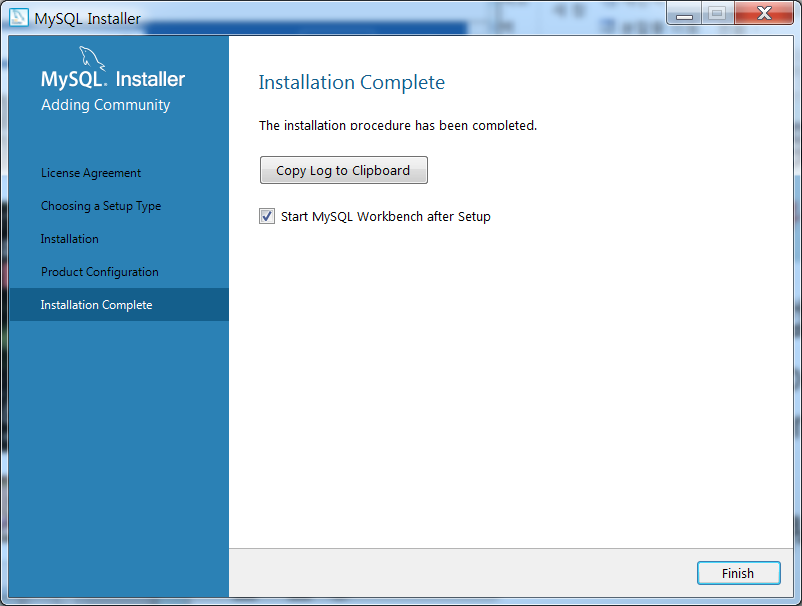 MySQL Installer
MySQL. Installer
Adding Community
License Agreement
Choosing a Setup Type
Installation
Product Configuration
Installation Complete
Installation Complete
The installation procedure has been completed.
Copy Log to Clipboard
Start MySQL Workbench after Setup
Finish